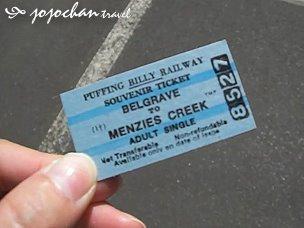 jojochan travel
PUFFING BILLY RAILWAY
SOUVENIR TICKET
BELGRAVE
TO
MENZIES CREEK
ADULT SINGLE
Not Transferable Non-refundable
Available only on date of issue
8527